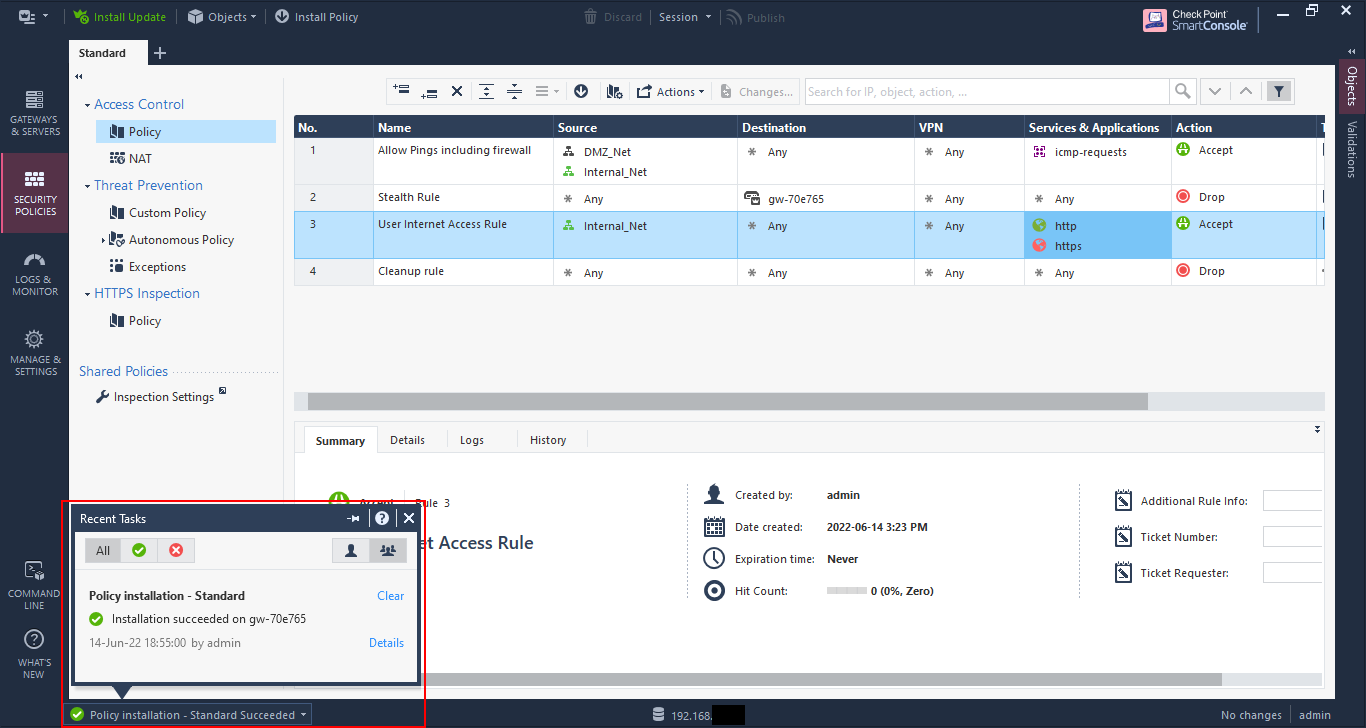 Install Update Objects Install Policy Discard Session Publish Check Point SmartConsole
Standard
GATEWAYS & SERVERS
SECURITY POLICIES
LOGS & MONITOR
MANAGE & SETTINGS
COMMAND LINE
WHAT'S NEW
Access Control
Policy
NAT
Threat Prevention
Custom Policy
Autonomous Policy
Exceptions
HTTPS Inspection
Policy
Shared Policies
Inspection Settings
Actions Changes... Search for IP, object, action, ...
Objects
Validations
No. Name Source Destination VPN Services & Applications Action
1 Allow Pings including firewall DMZ_Net Any Any icmp-requests Accept
Internal_Net
2 Stealth Rule Any gw-70e765 Any Any Drop
3 User Internet Access Rule Internal_Net Any Any http Accept
https
4 Cleanup rule Any Any Any Any Drop
Summary Details Logs History
Rule 3
et Access Rule
Created by: admin
Date created: 2022-06-14 3:23 PM
Expiration time: Never
Hit Count: 0 (0%, Zero)
Additional Rule Info:
Ticket Number:
Ticket Requester:
Recent Tasks
All
Policy installation - Standard Clear
Installation succeeded on gw-70e765
14-Jun-22 18:55:00 by admin Details
Policy installation - Standard Succeeded 192.168. No changes admin